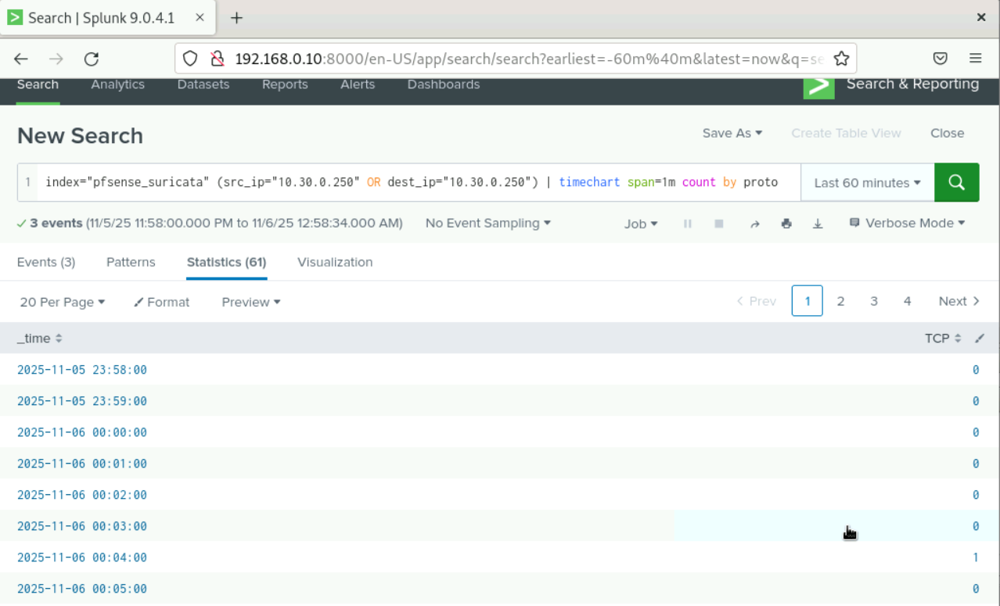 Search | Splunk 9.0.4.1
192.168.0.10:8000/en-US/app/search/search?earliest=-60m%40m&latest=now&q=se
Search Analytics Datasets Reports Alerts Dashboards Search & Reporting
New Search Save As Create Table View Close
1 index="pfsense_suricata" (src_ip="10.30.0.250" OR dest_ip="10.30.0.250") | timechart span=1m count by proto Last 60 minutes
3 events (11/5/25 11:58:00.000 PM to 11/6/25 12:58:34.000 AM) No Event Sampling Job Verbose Mode
Events (3) Patterns Statistics (61) Visualization
20 Per Page Format Preview Prev 1 2 3 4 Next
_time TCP
2025-11-05 23:58:00 0
2025-11-05 23:59:00 0
2025-11-06 00:00:00 0
2025-11-06 00:01:00 0
2025-11-06 00:02:00 0
2025-11-06 00:03:00 0
2025-11-06 00:04:00 1
2025-11-06 00:05:00 0